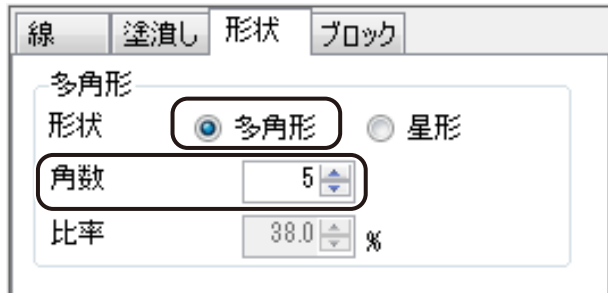 線 塗潰し 形状 ブロック
多角形
形状 多角形 星形
角数 5
比率 38.0 %